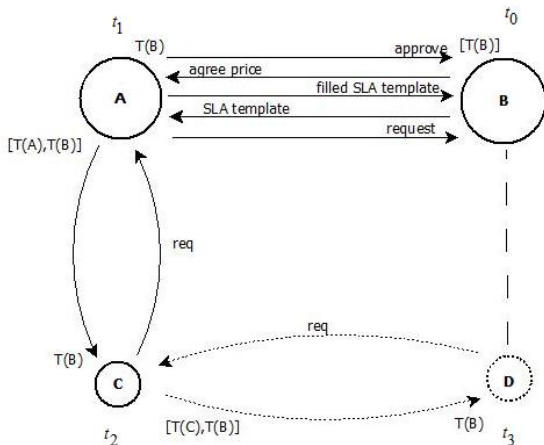 t1
t0
T(B)
approve
[T(B)]
agree price
A
filled SLA template
B
SLA template
request
[T(A),T(B)]
req
req
T(B)
C
D
[T(C),T(B)]
T(B)
t2
t3